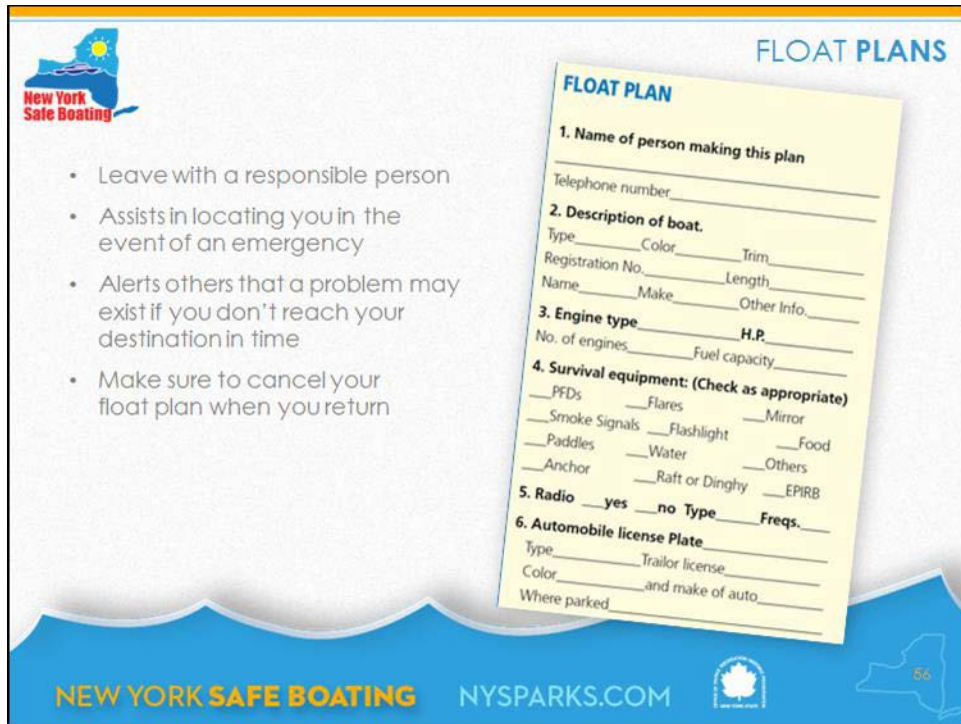 New York
Safe Boating
FLOAT PLANS
• Leave with a responsible person
• Assists in locating you in the
event of an emergency
• Alerts others that a problem may
exist if you don't reach your
destination in time
• Make sure to cancel your
float plan when you return
FLOAT PLAN
1. Name of person making this plan
Telephone number
2. Description of boat.
Type Color Trim
Registration No. Length
Name Make Other Info.
3. Engine type H.P.
No. of engines Fuel capacity
4. Survival equipment: (Check as appropriate)
PFDs Flares Mirror
Smoke Signals Flashlight Food
Paddles Water Others
Anchor Raft or Dinghy EPIRB
5. Radio yes no Type Freqs.
6. Automobile license Plate
Type Trailor license
Color and make of auto
Where parked
NEW YORK SAFE BOATING NYSPARKS.COM
56